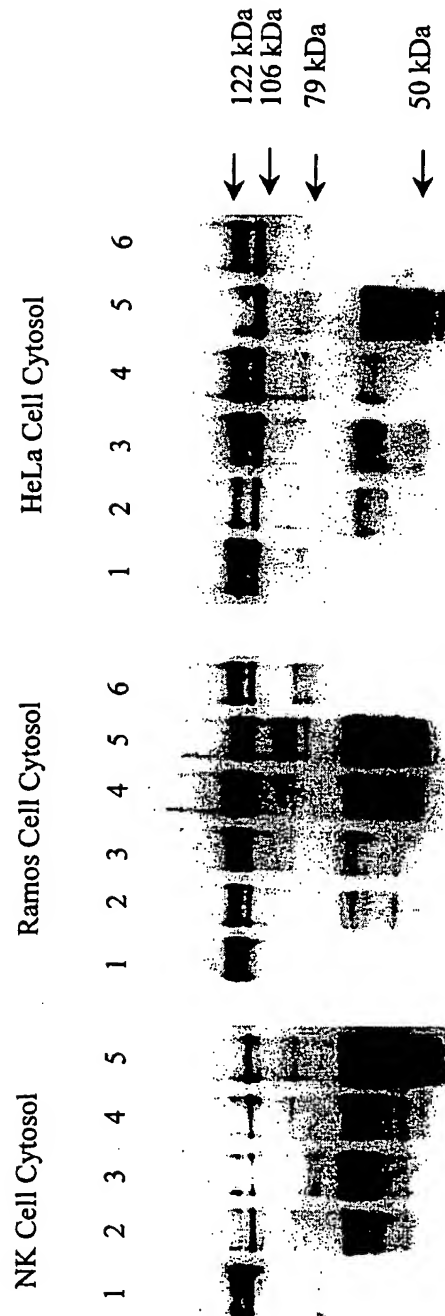 NK Cell Cytosol
1 2 3 4 5
Ramos Cell Cytosol
1 2 3 4 5 6
HeLa Cell Cytosol
1 2 3 4 5 6
122 kDa
106 kDa
79 kDa
50 kDa